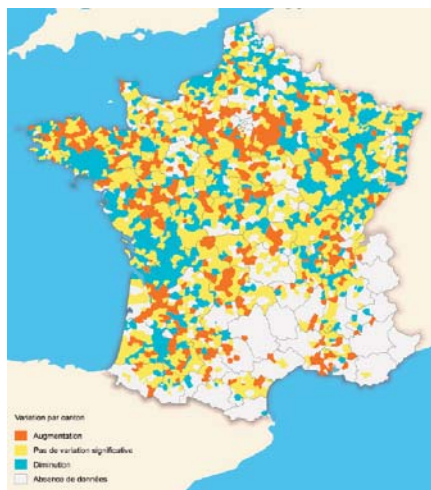 Variation par canton
Augmentation
Pas de variation significative
Diminution
Absence de données